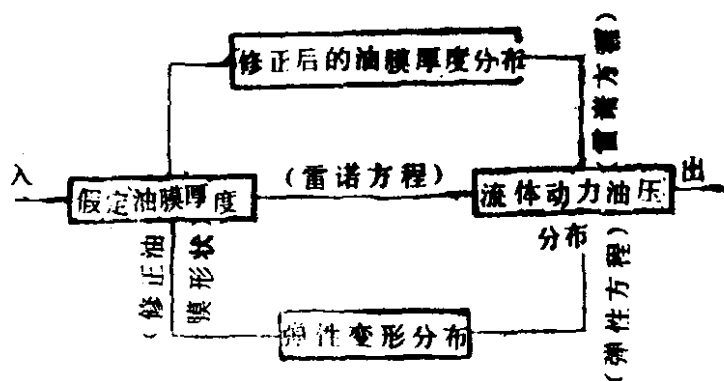 修正后的油膜厚度分布
(雷诺方程)
入
(雷诺方程)
出
假定油膜厚度
流体动力油压
分布
(修正油
膜形状)
(弹性方程)
弹性变形分布